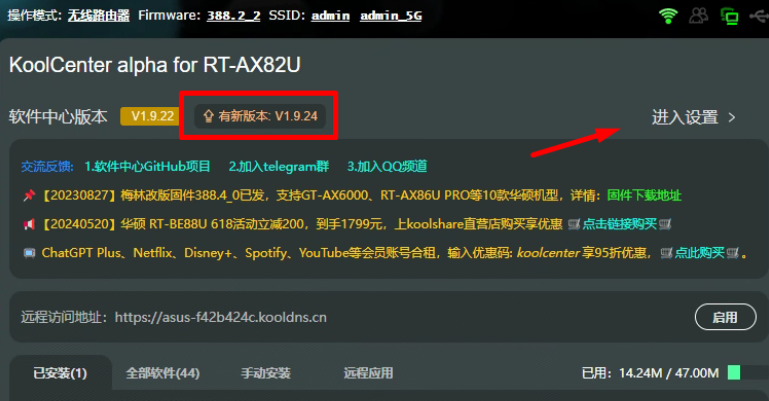 操作模式: 无线路由器 Firmware: 388.2_2 SSID: admin admin_5G
KoolCenter alpha for RT-AX82U
软件中心版本 V1.9.22 有新版本: V1.9.24 进入设置 >
交流反馈: 1.软件中心GitHub项目 2.加入telegram群 3.加入QQ频道
【20230827】梅林改版固件388.4_0已发，支持GT-AX6000、RT-AX86U PRO等10款华硕机型，详情：固件下载地址
【20240520】华硕 RT-BE88U 618活动立减200，到手1799元，上koolshare直营店购买享优惠 点击链接购买
ChatGPT Plus、Netflix、Disney+、Spotify、YouTube等会员账号合租，输入优惠码: koolcenter 享95折优惠，点此购买。
远程访问地址: https://asus-f42b424c.kooldns.cn 启用
已安装(1) 全部软件(44) 手动安装 远程应用 已用：14.24M / 47.00M